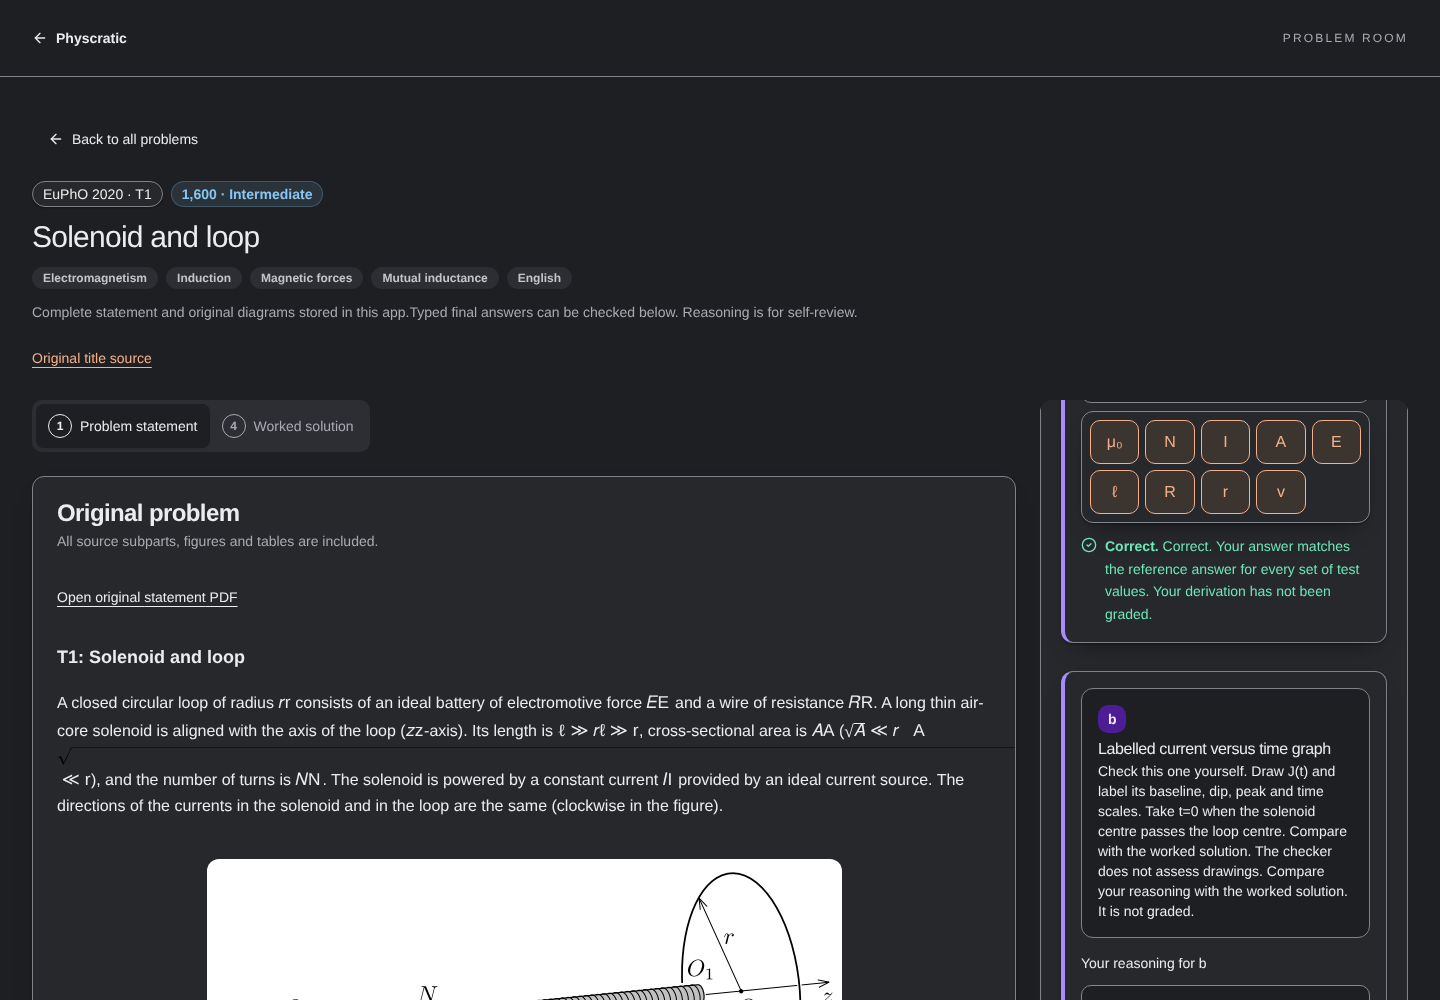 Physcratic
PROBLEM ROOM
Back to all problems
EuPhO 2020 · T1
1,600 · Intermediate
Solenoid and loop
Electromagnetism
Induction
Magnetic forces
Mutual inductance
English
Complete statement and original diagrams stored in this app.Typed final answers can be checked below. Reasoning is for self-review.
Original title source
1 Problem statement
4 Worked solution
Original problem
All source subparts, figures and tables are included.
Open original statement PDF
T1: Solenoid and loop
A closed circular loop of radius rr consists of an ideal battery of electromotive force EE and a wire of resistance RR. A long thin air-
core solenoid is aligned with the axis of the loop (zz-axis). Its length is ℓ ≫ rℓ ≫ r, cross-sectional area is AA (√A ≪ r A
√
≪ r), and the number of turns is NN. The solenoid is powered by a constant current II provided by an ideal current source. The
directions of the currents in the solenoid and in the loop are the same (clockwise in the figure).
r
O₁
N
z
μ₀ N I A E
ℓ R r v
Correct. Correct. Your answer matches
the reference answer for every set of test
values. Your derivation has not been
graded.
b
Labelled current versus time graph
Check this one yourself. Draw J(t) and
label its baseline, dip, peak and time
scales. Take t=0 when the solenoid
centre passes the loop centre. Compare
with the worked solution. The checker
does not assess drawings. Compare
your reasoning with the worked solution.
It is not graded.
Your reasoning for b